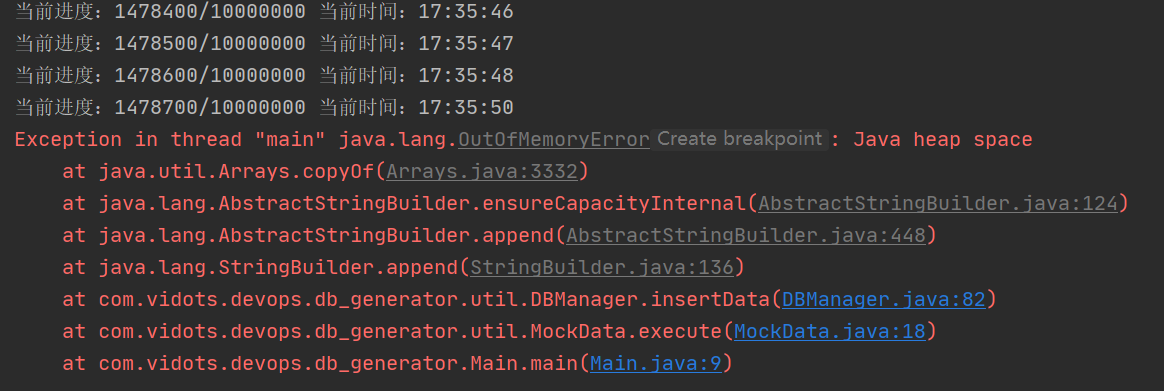 当前进度：1478400/10000000 当前时间：17:35:46
当前进度：1478500/10000000 当前时间：17:35:47
当前进度：1478600/10000000 当前时间：17:35:48
当前进度：1478700/10000000 当前时间：17:35:50
Exception in thread "main" java.lang.OutOfMemoryError Create breakpoint : Java heap space
at java.util.Arrays.copyOf(Arrays.java:3332)
at java.lang.AbstractStringBuilder.ensureCapacityInternal(AbstractStringBuilder.java:124)
at java.lang.AbstractStringBuilder.append(AbstractStringBuilder.java:448)
at java.lang.StringBuilder.append(StringBuilder.java:136)
at com.vidots.devops.db_generator.util.DBManager.insertData(DBManager.java:82)
at com.vidots.devops.db_generator.util.MockData.execute(MockData.java:18)
at com.vidots.devops.db_generator.Main.main(Main.java:9)